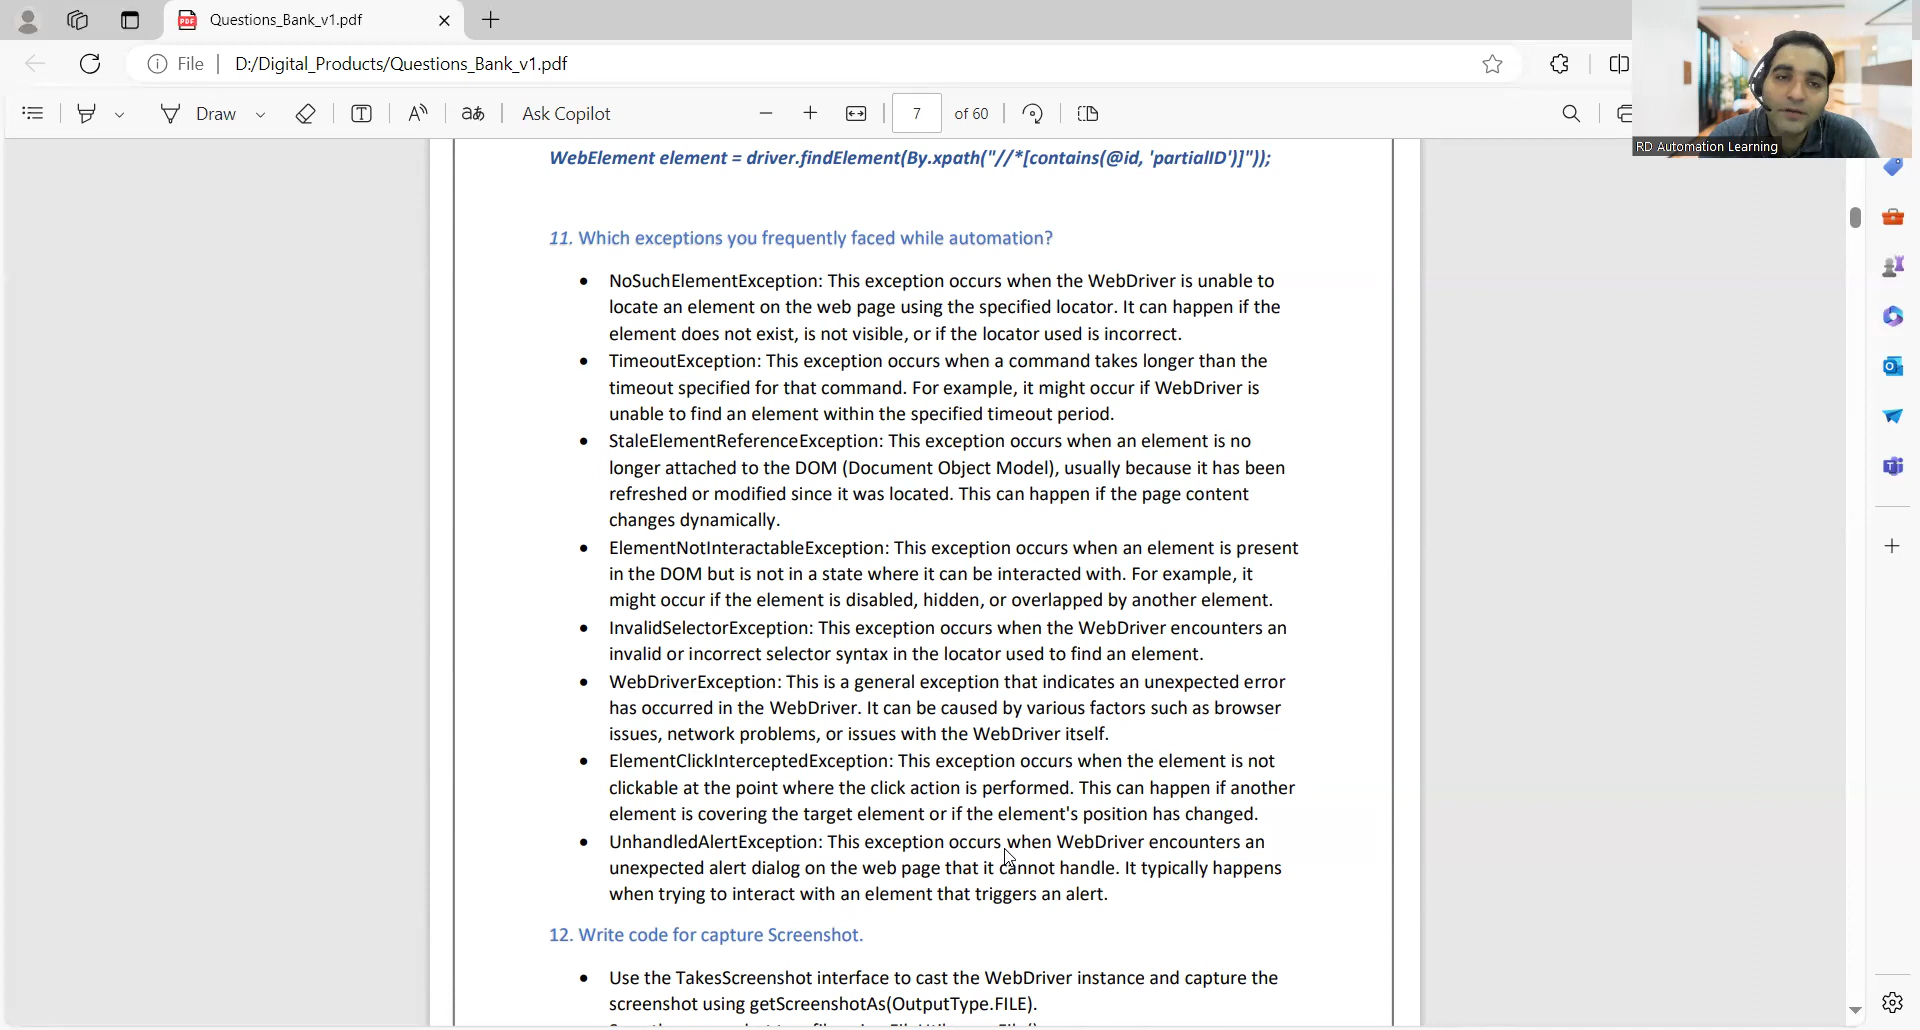 Questions_Bank_v1.pdf
File
D:/Digital_Products/Questions_Bank_v1.pdf
Draw
aあ
Ask Copilot
7
of 60
RD Automation Learning
WebElement element = driver.findElement(By.xpath("//*[contains(@id, 'partialID')]"));
11. Which exceptions you frequently faced while automation?
• NoSuchElementException: This exception occurs when the WebDriver is unable to
locate an element on the web page using the specified locator. It can happen if the
element does not exist, is not visible, or if the locator used is incorrect.
• TimeoutException: This exception occurs when a command takes longer than the
timeout specified for that command. For example, it might occur if WebDriver is
unable to find an element within the specified timeout period.
• StaleElementReferenceException: This exception occurs when an element is no
longer attached to the DOM (Document Object Model), usually because it has been
refreshed or modified since it was located. This can happen if the page content
changes dynamically.
• ElementNotInteractableException: This exception occurs when an element is present
in the DOM but is not in a state where it can be interacted with. For example, it
might occur if the element is disabled, hidden, or overlapped by another element.
• InvalidSelectorException: This exception occurs when the WebDriver encounters an
invalid or incorrect selector syntax in the locator used to find an element.
• WebDriverException: This is a general exception that indicates an unexpected error
has occurred in the WebDriver. It can be caused by various factors such as browser
issues, network problems, or issues with the WebDriver itself.
• ElementClickInterceptedException: This exception occurs when the element is not
clickable at the point where the click action is performed. This can happen if another
element is covering the target element or if the element's position has changed.
• UnhandledAlertException: This exception occurs when WebDriver encounters an
unexpected alert dialog on the web page that it cannot handle. It typically happens
when trying to interact with an element that triggers an alert.
12. Write code for capture Screenshot.
• Use the TakesScreenshot interface to cast the WebDriver instance and capture the
screenshot using getScreenshotAs(OutputType.FILE).